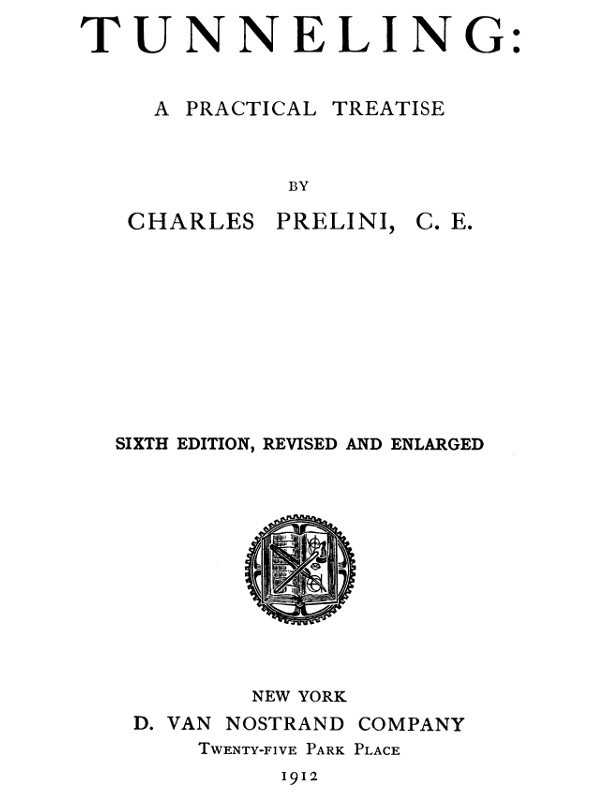 TUNNELING:
A PRACTICAL TREATISE
BY
CHARLES PRELINI, C. E.
SIXTH EDITION, REVISED AND ENLARGED
NEW YORK
D. VAN NOSTRAND COMPANY
TWENTY-FIVE PARK PLACE
1912